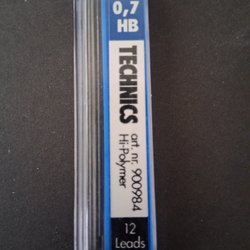 0,7
HB
TECHNICS
art. nr. 900984
Hi-Polymer
12
Leads